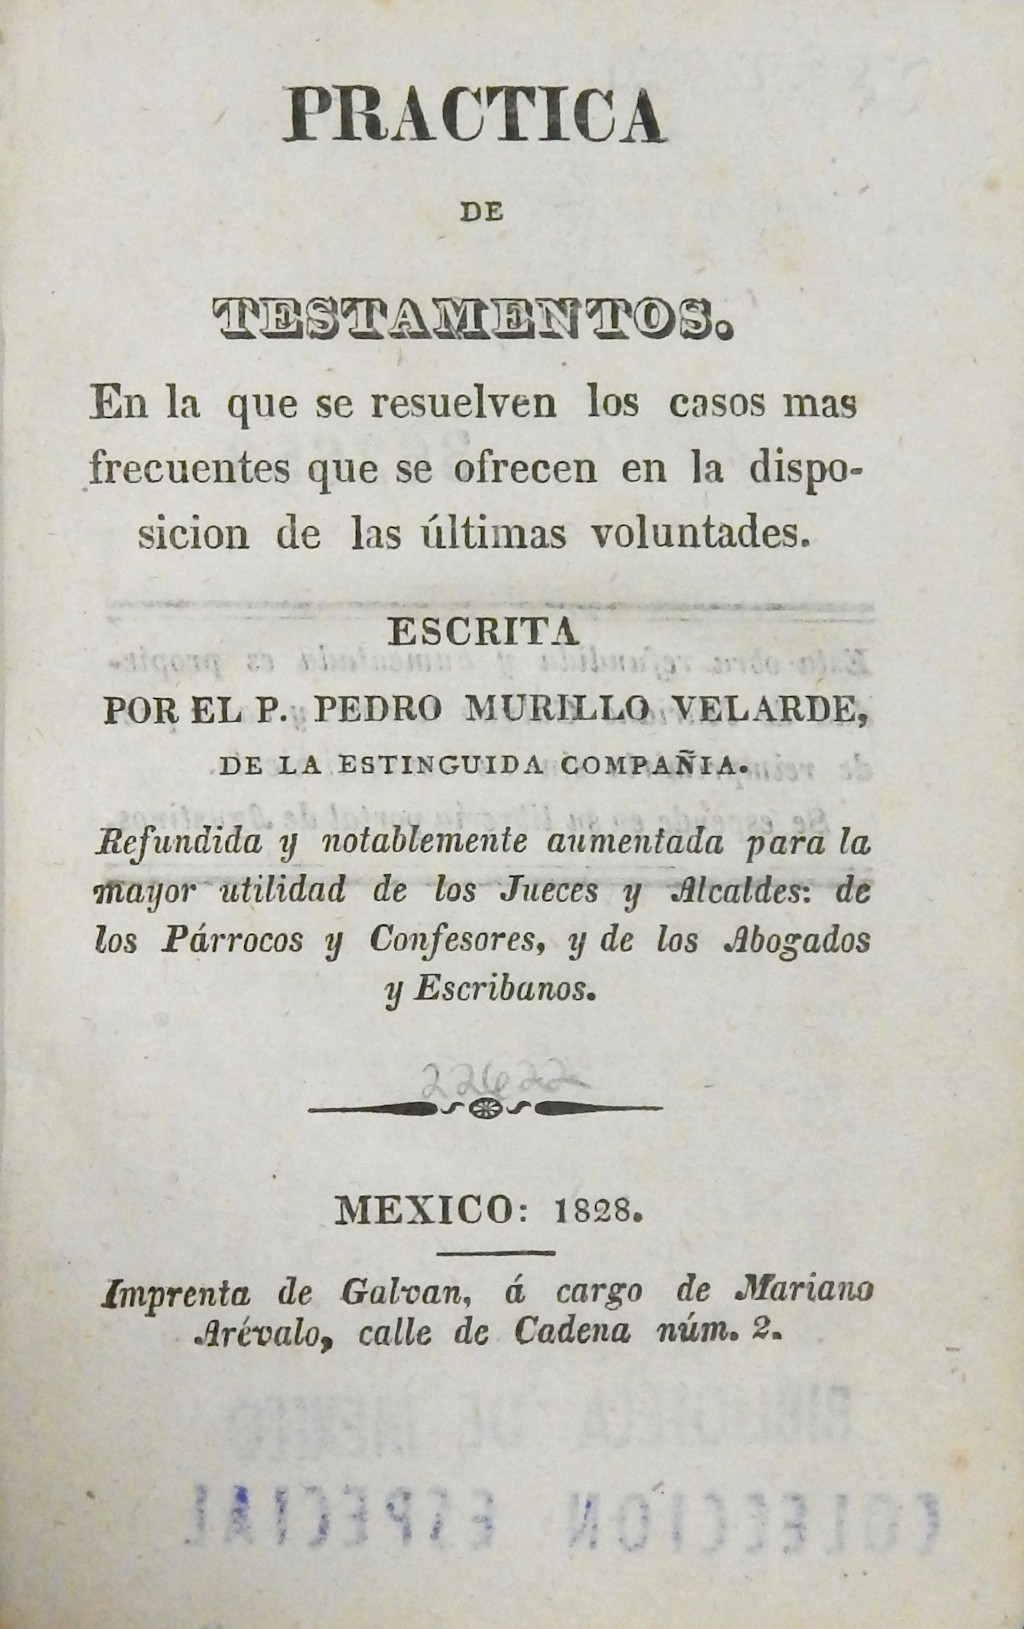 PRACTICA
DE
TESTAMENTOS.
En la que se resuelven los casos mas
frecuentes que se ofrecen en la dispo-
sicion de las últimas voluntades.
ESCRITA
POR EL P. PEDRO MURILLO VELARDE,
DE LA ESTINGUIDA COMPAÑIA.
Refundida y notablemente aumentada para la
mayor utilidad de los Jueces y Alcaldes: de
los Párrocos y Confesores, y de los Abogados
y Escribanos.
22622
MEXICO: 1828.
Imprenta de Galvan, á cargo de Mariano
Arévalo, calle de Cadena núm. 2.
BIBLIOTECA DE MEXICO
COLECCION ESPECIAL